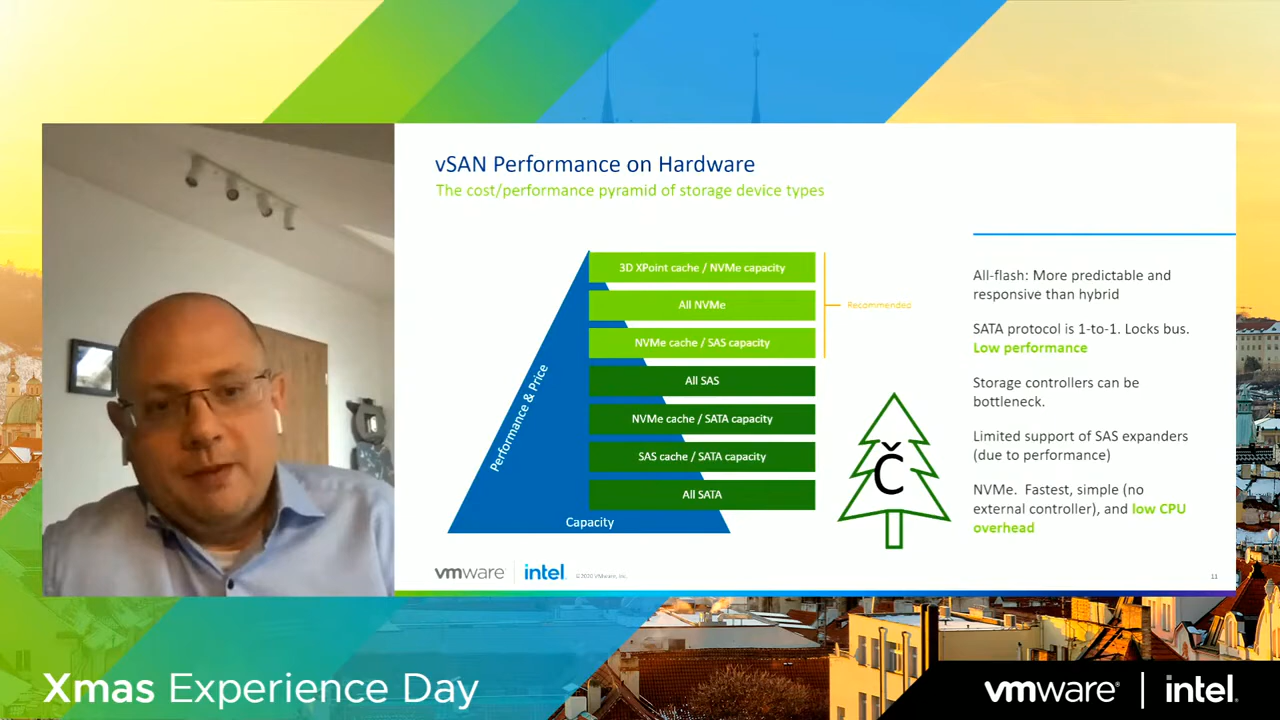 vSAN Performance on Hardware
The cost/performance pyramid of storage device types
3D XPoint cache / NVMe capacity
All NVMe
NVMe cache / SAS capacity
All SAS
NVMe cache / SATA capacity
SAS cache / SATA capacity
All SATA
Recommended
Performance & Price
Capacity
Č
All-flash: More predictable and
responsive than hybrid
SATA protocol is 1-to-1. Locks bus.
Low performance
Storage controllers can be
bottleneck.
Limited support of SAS expanders
(due to performance)
NVMe. Fastest, simple (no
external controller), and low CPU
overhead
vmware intel. © 2020 VMware, Inc.
11
Xmas Experience Day
vmware® intel.